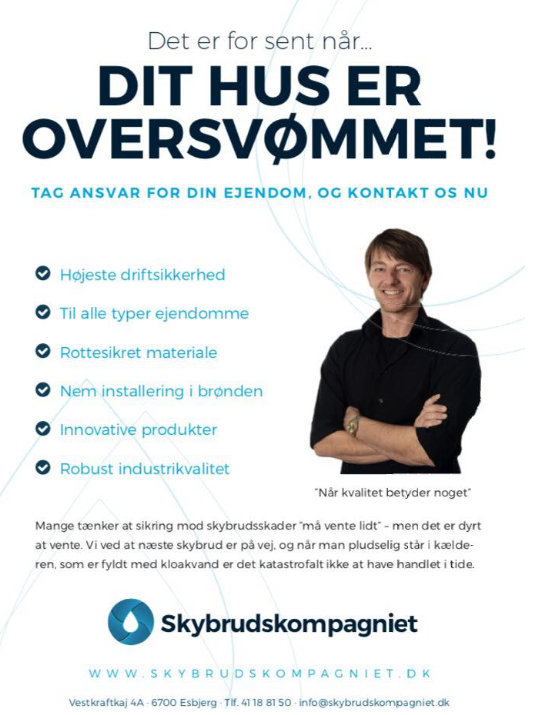 Det er for sent når...
DIT HUS ER
OVERSVØMMET!
TAG ANSVAR FOR DIN EJENDOM, OG KONTAKT OS NU
Højeste driftsikkerhed
Til alle typer ejendomme
Rottesikret materiale
Nem installering i brønden
Innovative produkter
Robust industrikvalitet
"Når kvalitet betyder noget"
Mange tænker at sikring mod skybrudsskader "må vente lidt" - men det er dyrt
at vente. Vi ved at næste skybrud er på vej, og når man pludselig står i kælde-
ren, som er fyldt med kloakvand er det katastrofalt ikke at have handlet i tide.
Skybrudskompagniet
WWW.SKYBRUDSKOMPAGNIET.DK
Vestkraftkaj 4A · 6700 Esbjerg · Tlf. 41 18 81 50 · info@skybrudskompagniet.dk